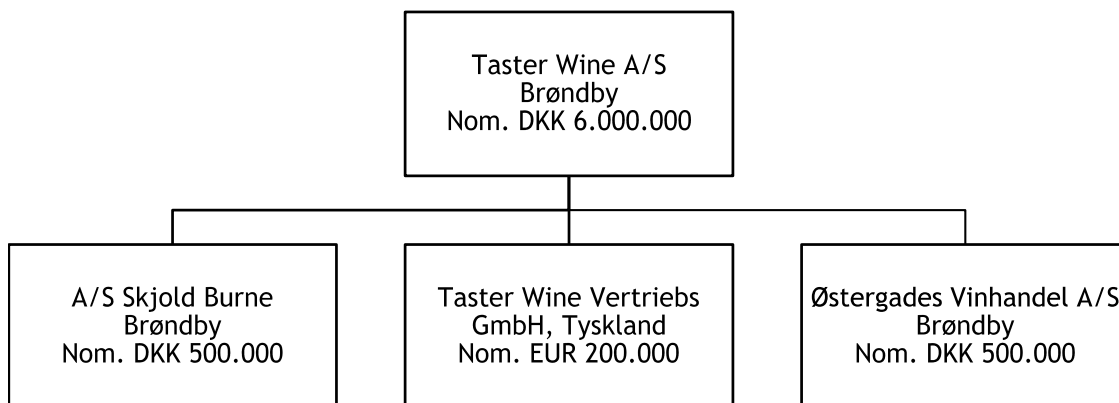 Taster Wine A/S
Brøndby
Nom. DKK 6.000.000
A/S Skjold Burne
Brøndby
Nom. DKK 500.000
Taster Wine Vertriebs
GmbH, Tyskland
Nom. EUR 200.000
Østergades Vinhandel A/S
Brøndby
Nom. DKK 500.000